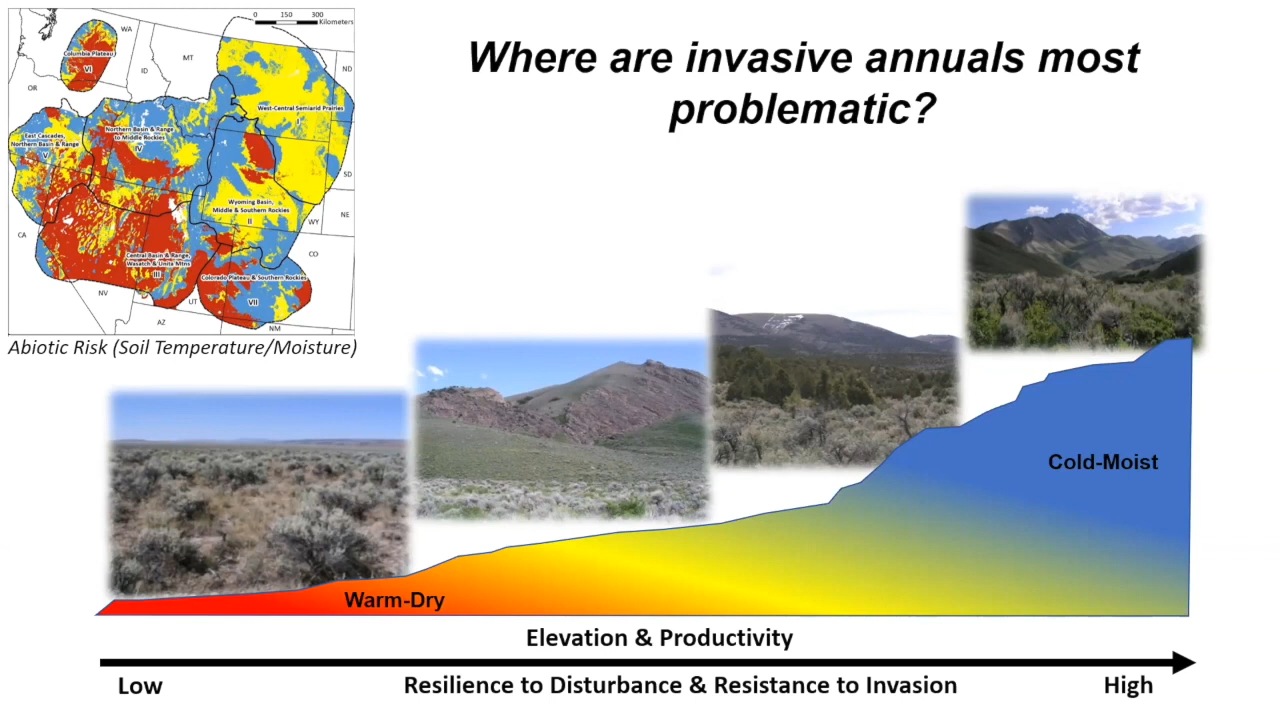 Where are invasive annuals most
problematic?
0 150 300
Kilometers
WA
MT
ND
ID
OR
Columbia Plateau
VI
West-Central Semiarid Prairies
I
Northern Basin & Range
to Middle Rockies
IV
East Cascades,
Northern Basin & Range
V
SD
Wyoming Basin,
Middle & Southern Rockies
II
WY
NE
CA
CO
Central Basin & Range,
Wasatch & Unita Mtns
III
Colorado Plateau & Southern Rockies
VII
NV
UT
AZ
NM
Abiotic Risk (Soil Temperature/Moisture)
Cold-Moist
Warm-Dry
Elevation & Productivity
Low
Resilience to Disturbance & Resistance to Invasion
High